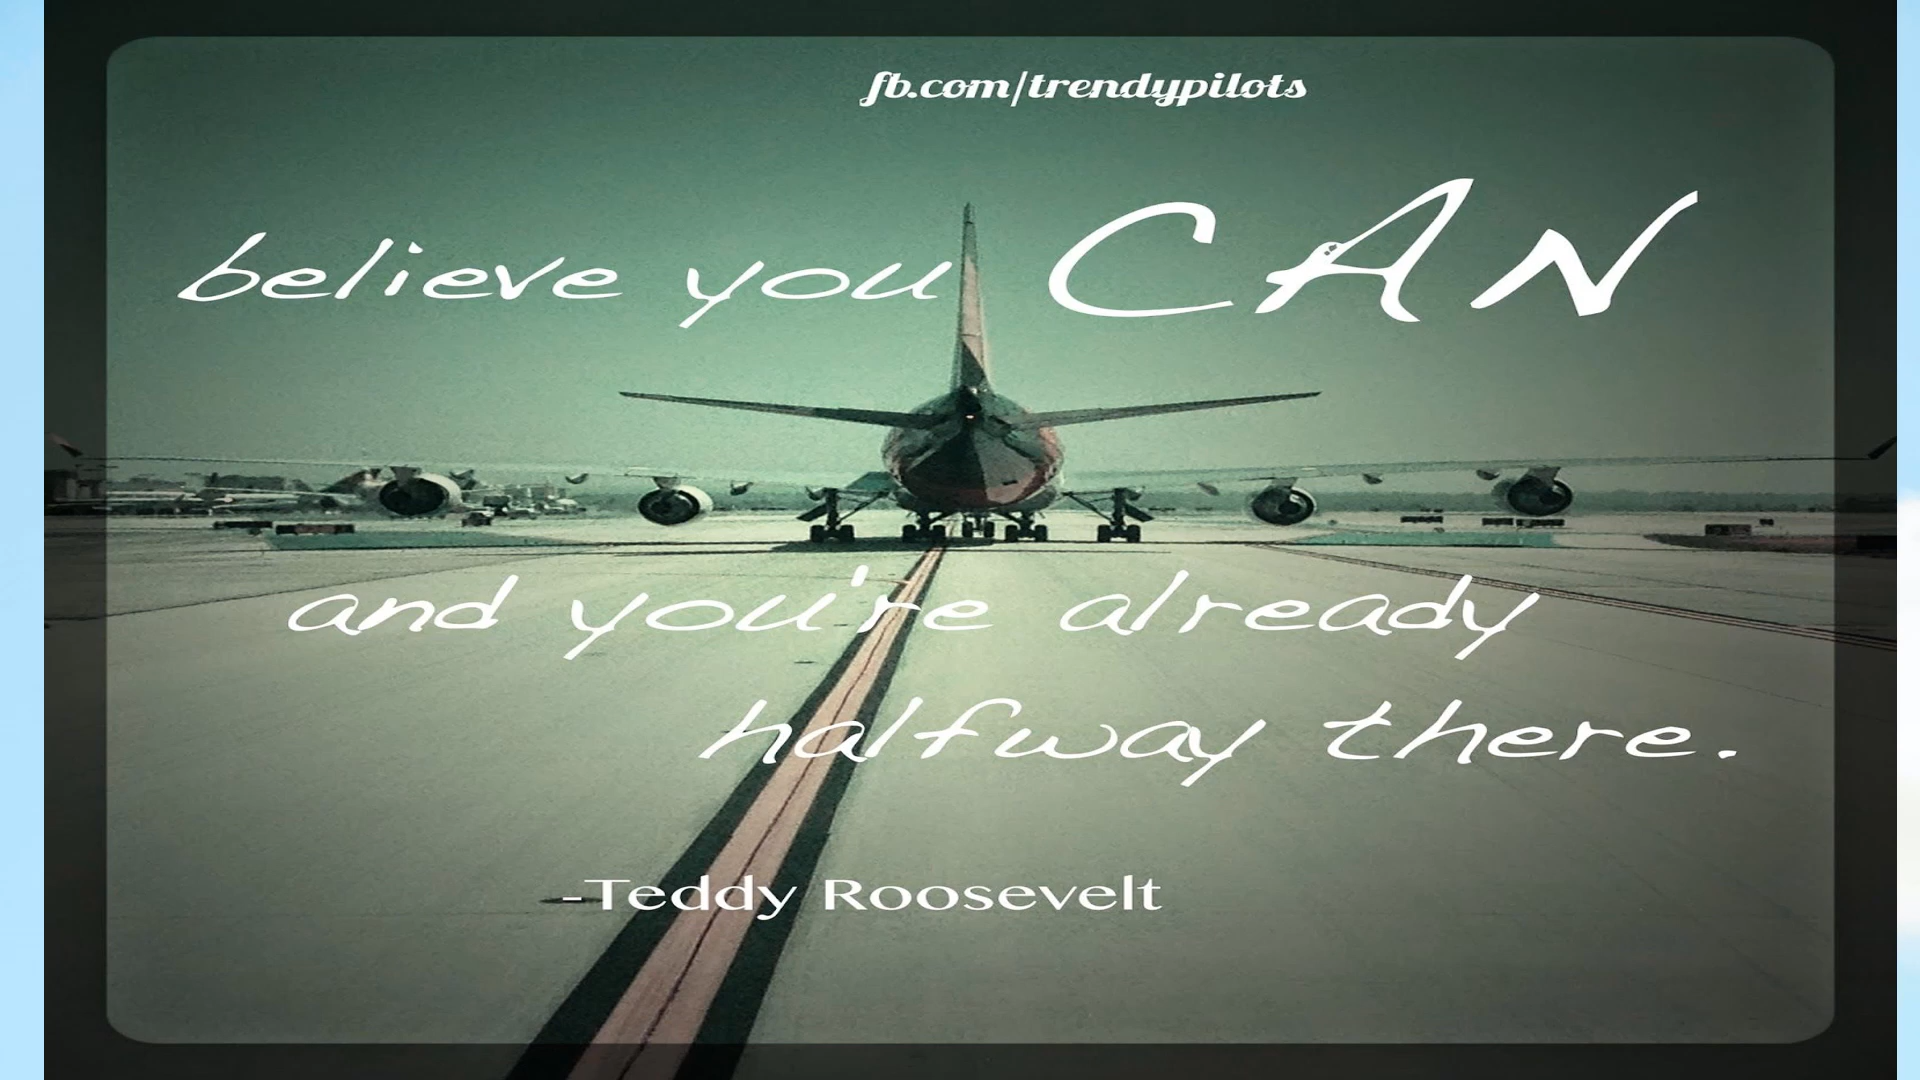 fb.com/trendypilots
believe you CAN
and you're already
halfway there.
-Teddy Roosevelt